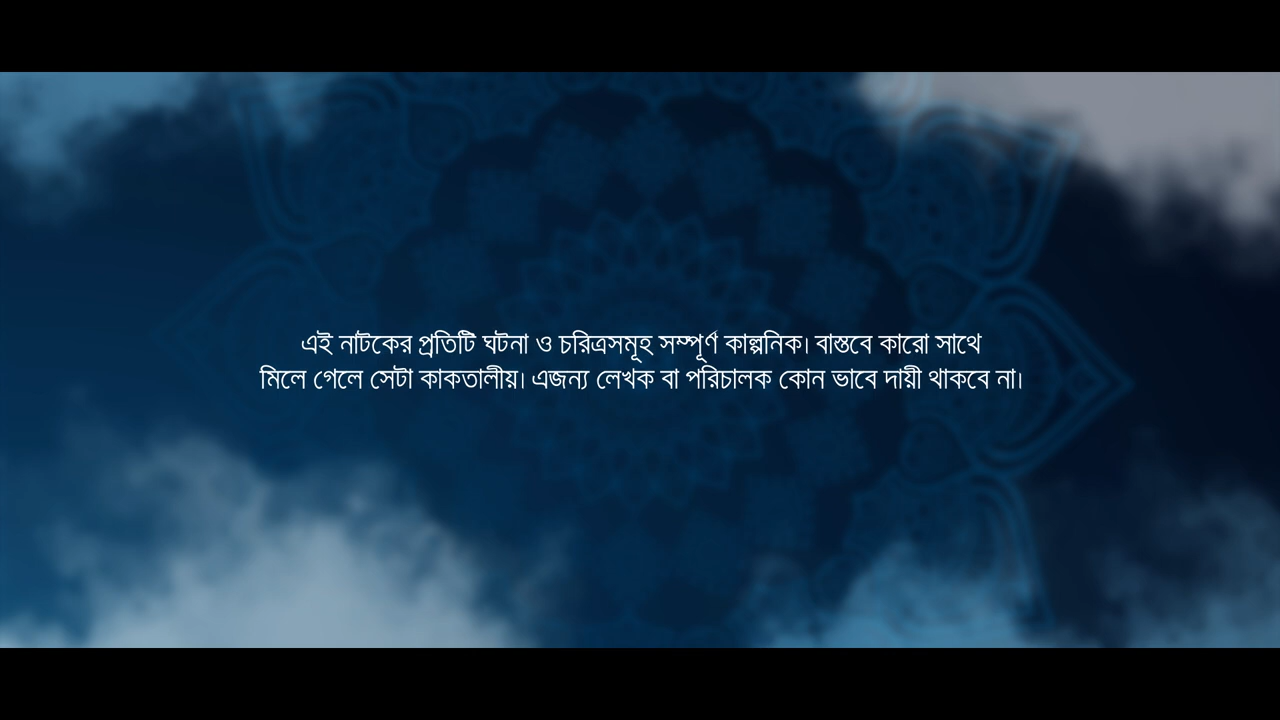 এই নাটকের প্রতিটি ঘটনা ও চরিত্রসমূহ সম্পূর্ণ কাল্পনিক। বাস্তবে কারো সাথে
মিলে গেলে সেটা কাকতালীয়। এজন্য লেখক বা পরিচালক কোন ভাবে দায়ী থাকবে না।